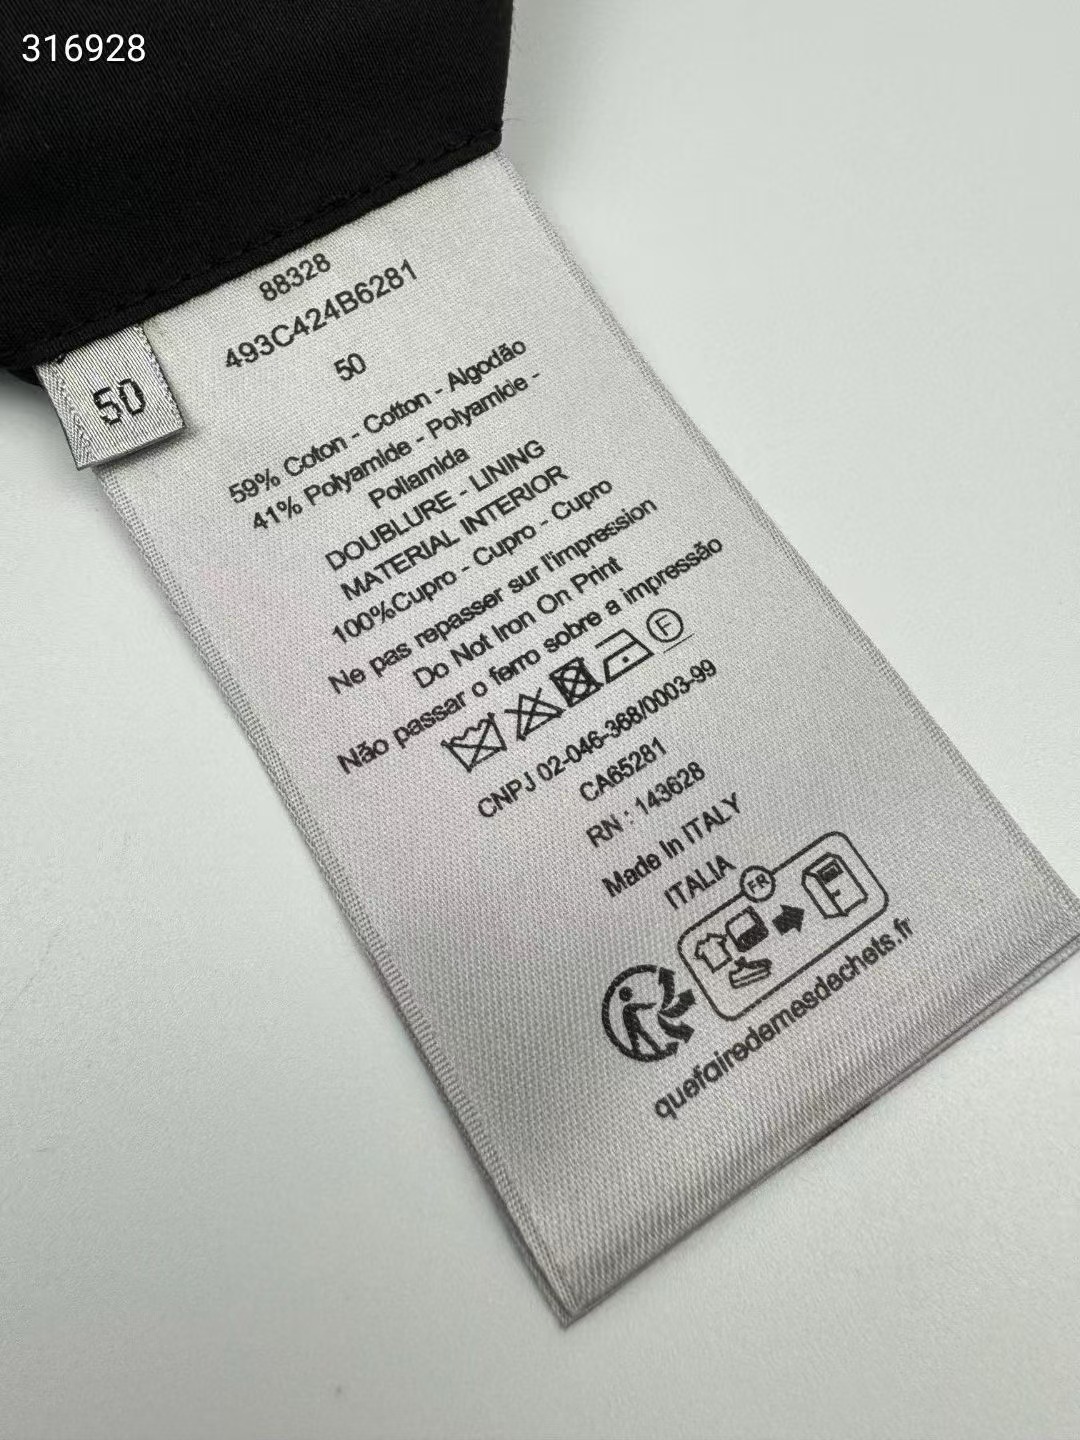 316928
88328
493C424B6281
50
50
59% Coton - Cotton - Algodão
41% Polyamide - Polyamide -
Poliamida
DOUBLURE - LINING
MATERIAL INTERIOR
100%Cupro - Cupro - Cupro
Ne pas repasser sur l'impression
Do Not Iron On Print
Não passar o ferro sobre a impressão
F
CNPJ 02-046-368/0003-99
CA65281
RN : 143628
Made In ITALY
ITALIA
FR
quefairedemesdechets.fr